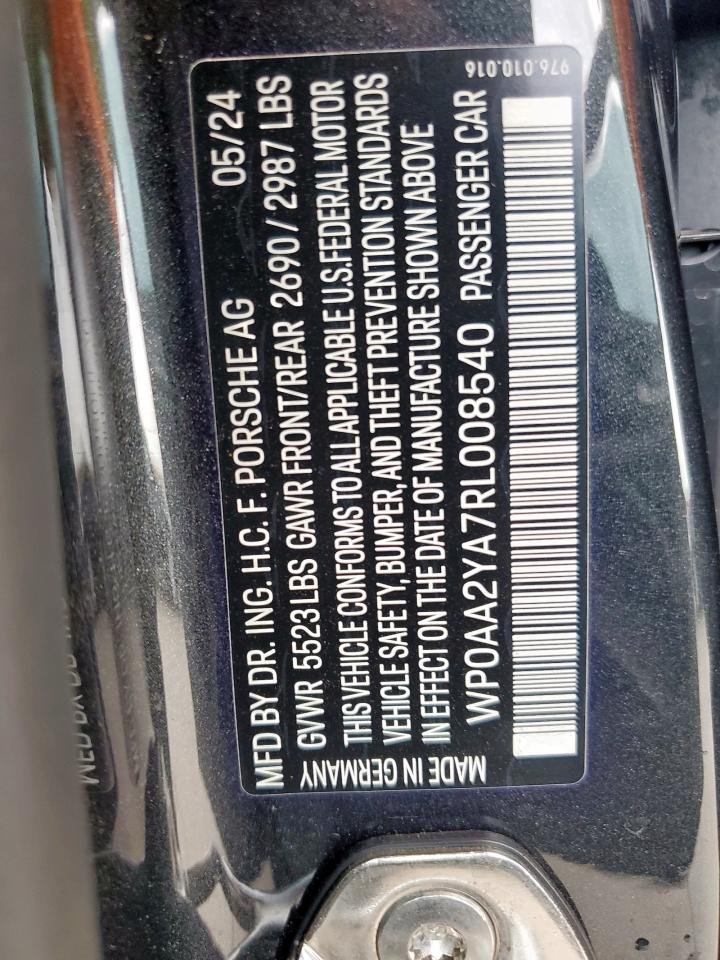 976.010.016
MFD BY DR. ING. H.C. F. PORSCHE AG 05/24
GVWR 5523 LBS GAWR FRONT/REAR 2690 / 2987 LBS
THIS VEHICLE CONFORMS TO ALL APPLICABLE U.S. FEDERAL MOTOR
VEHICLE SAFETY, BUMPER, AND THEFT PREVENTION STANDARDS
IN EFFECT ON THE DATE OF MANUFACTURE SHOWN ABOVE
WP0AA2YA7RL008540 PASSENGER CAR
MADE IN GERMANY